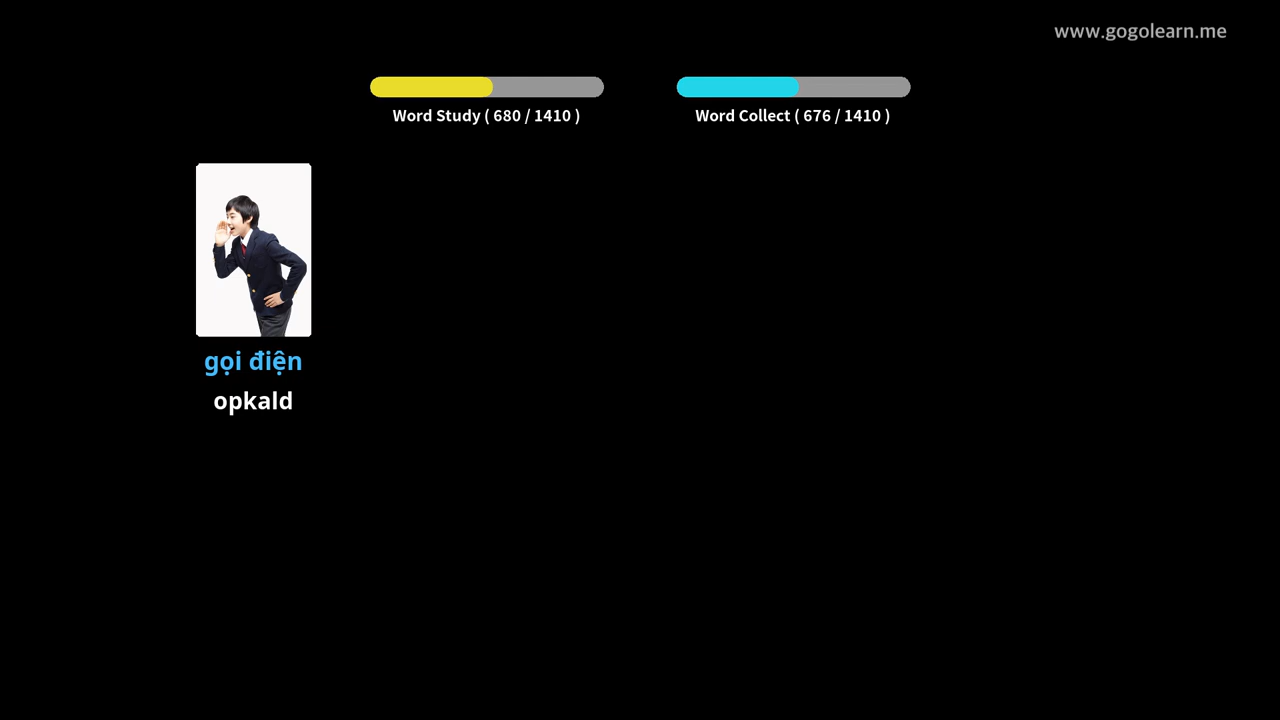 www.gogolearn.me
Word Study ( 680 / 1410 )
Word Collect ( 676 / 1410 )
gọi điện
opkald